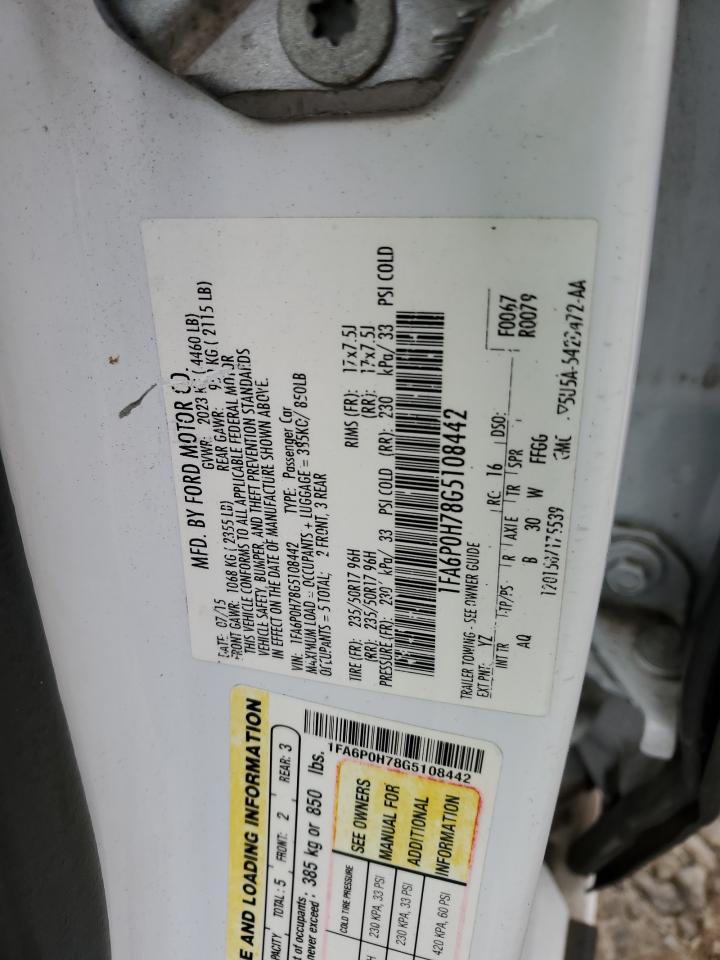 MFD. BY FORD MOTOR CO.
DATE: 07/15 GVWR: 2023 KG ( 4460 LB)
FRONT GAWR: 1068 KG ( 2355 LB) REAR GAWR: KG ( 2115 LB)
THIS VEHICLE CONFORMS TO ALL APPLICABLE FEDERAL MOTOR
VEHICLE SAFETY, BUMPER, AND THEFT PREVENTION STANDARDS
IN EFFECT ON THE DATE OF MANUFACTURE SHOWN ABOVE.
VIN: 1FA6P0H78G5108442 TYPE: Passenger Car
MAXIMUM LOAD = OCCUPANTS + LUGGAGE = 385KG/ 850LB
OCCUPANTS = 5 TOTAL: 2 FRONT, 3 REAR
TIRE (FR): 235/50R17 96H RIMS (FR): 17x7.5J
(RR): 235/50R17 96H (RR): 17x7.5J
PRESSURE (FR): 230 kPa/ 33 PSI COLD (RR): 230 kPa/ 33 PSI COLD
1FA6P0H78G5108442
F0067
R0079
TRAILER TOWING - SEE OWNER GUIDE
EXT PNT: YZ RC: 16 DSO:
INT TR TP/PS R AXLE TR SPR
AQ B 30 W FFGG
E AND LOADING INFORMATION
TOTAL: 5 FRONT: 2 REAR: 3
of occupants
never exceed: 385 kg or 850 lbs.
1FA6P0H78G5108442
COLD TIRE PRESSURE
230 KPA, 33 PSI
230 KPA, 33 PSI
420 KPA, 60 PSI
SEE OWNERS
MANUAL FOR
ADDITIONAL
INFORMATION